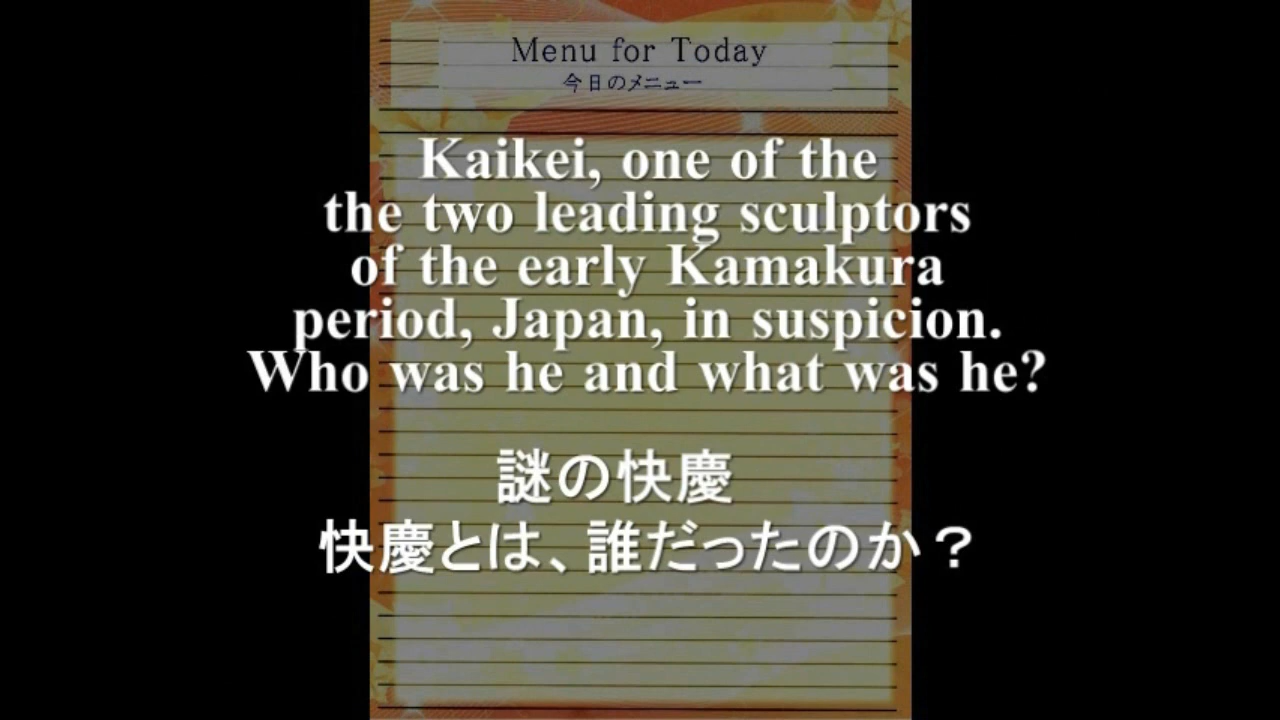 Menu for Today
今日のメニュー
Kaikei, one of the
the two leading sculptors
of the early Kamakura
period, Japan, in suspicion.
Who was he and what was he?
謎の快慶
快慶とは、誰だったのか？